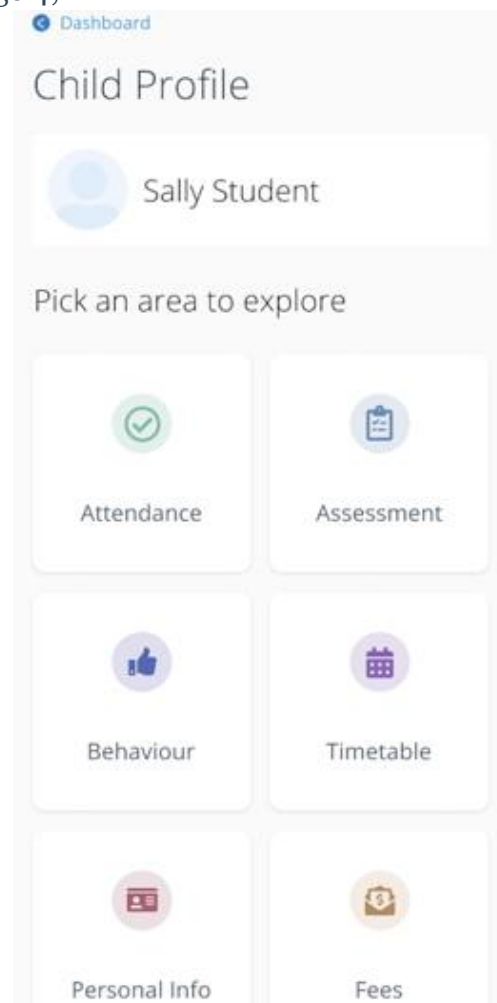 Dashboard
Child Profile
Sally Student
Pick an area to explore
Attendance Assessment
Behaviour Timetable
Personal Info Fees